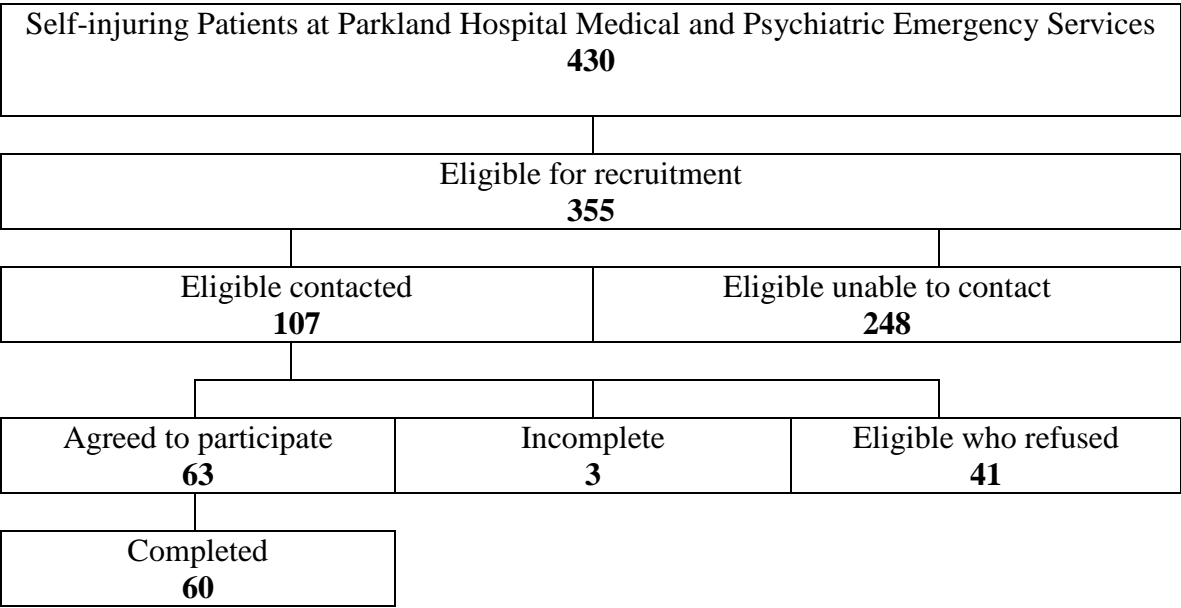 Self-injuring Patients at Parkland Hospital Medical and Psychiatric Emergency Services
430
Eligible for recruitment
355
Eligible contacted
107
Eligible unable to contact
248
Agreed to participate
63
Incomplete
3
Eligible who refused
41
Completed
60